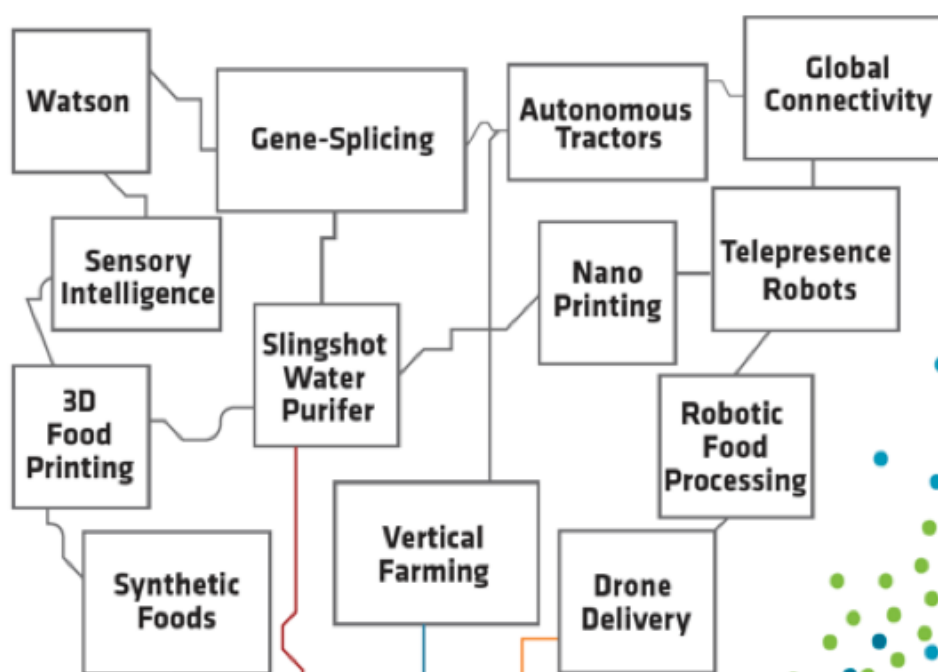 Watson
Gene-Splicing
Autonomous
Tractors
Global
Connectivity
Sensory
Intelligence
Nano
Printing
Telepresence
Robots
Slingshot
Water
Purifer
3D
Food
Printing
Robotic
Food
Processing
Vertical
Farming
Synthetic
Foods
Drone
Delivery